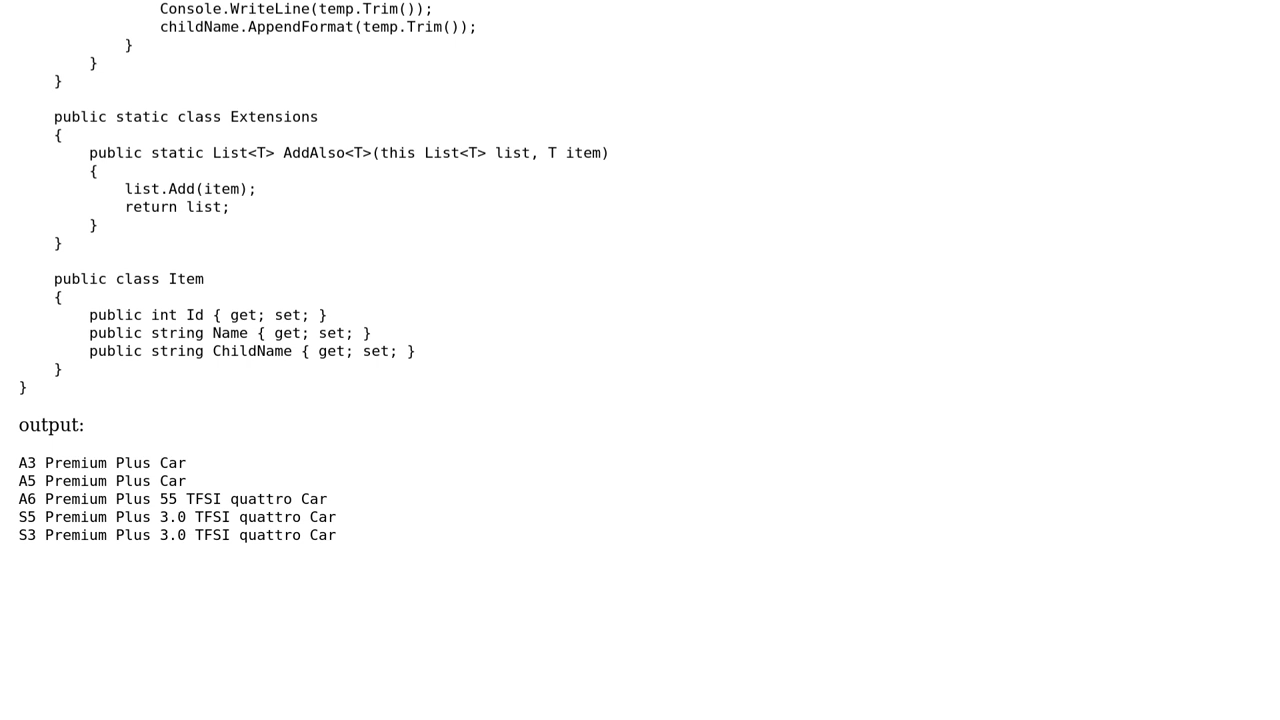 Console.WriteLine(temp.Trim());
childName.AppendFormat(temp.Trim());
}
}
}
public static class Extensions
{
public static List<T> AddAlso<T>(this List<T> list, T item)
{
list.Add(item);
return list;
}
}
public class Item
{
public int Id { get; set; }
public string Name { get; set; }
public string ChildName { get; set; }
}
}
output:
A3 Premium Plus Car
A5 Premium Plus Car
A6 Premium Plus 55 TFSI quattro Car
S5 Premium Plus 3.0 TFSI quattro Car
S3 Premium Plus 3.0 TFSI quattro Car